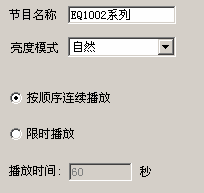 节目名称 EQ1002系列
亮度模式 自然
按顺序连续播放
限时播放
播放时间: 60 秒